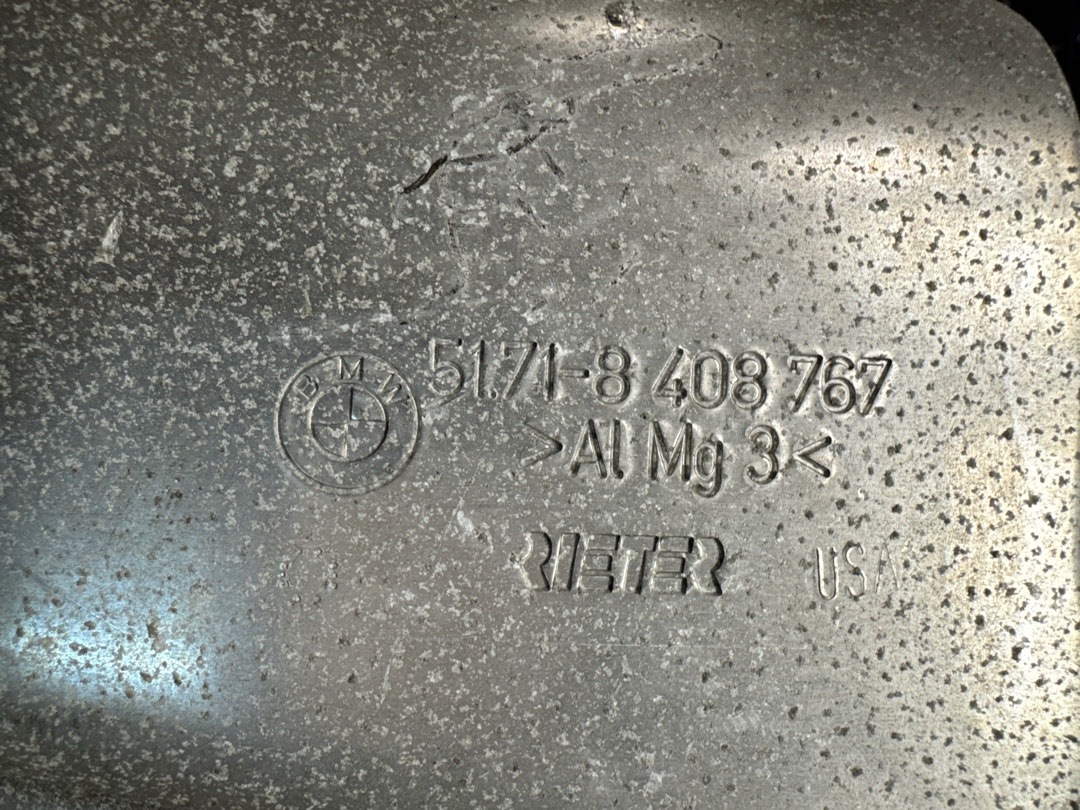 BMW
51.71-8 408 767
>Al Mg 3<
RIETER USA